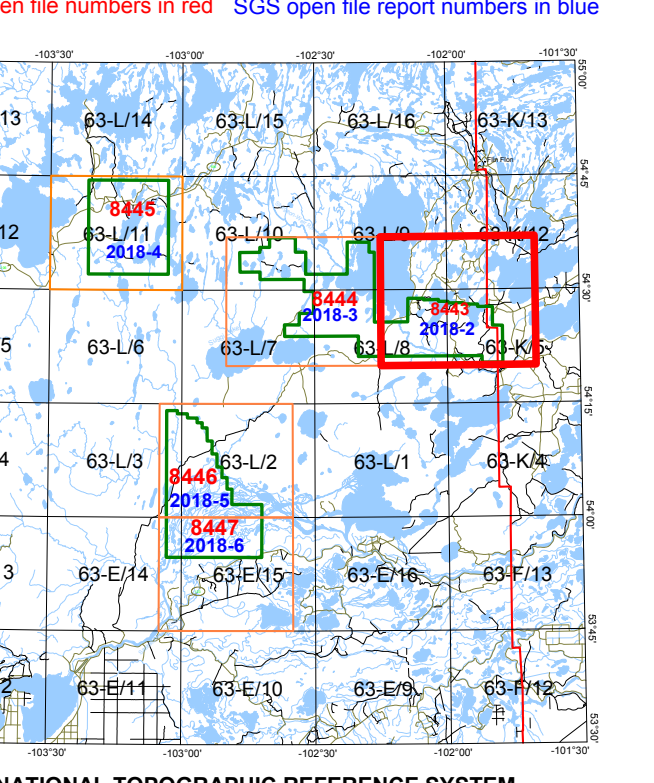 en file numbers in red SGS open file report numbers in blue
-103°30' -103°00' -102°30' -102°00' -101°30'
55°00'
13 63-L/14 63-L/15 63-L/16 63-K/13
Flin Flon
54°45'
8445
12 63-L/11 63-L/10 63-L/9 63-K/12
2018-4
54°30'
8444 8443
2018-3 2018-2
5 63-L/6 63-L/7 63-L/8 63-K/5
54°15'
4 63-L/3 63-L/2 63-L/1 63-K/4
8446
2018-5
54°00'
8447
2018-6
3 63-E/14 63-E/15 63-E/16 63-F/13
53°45'
2 63-E/11 63-E/10 63-E/9 63-F/12
53°30'
-103°30' -103°00' -102°30' -102°00' -101°30'
NATIONAL TOPOGRAPHIC REFERENCE SYSTEM